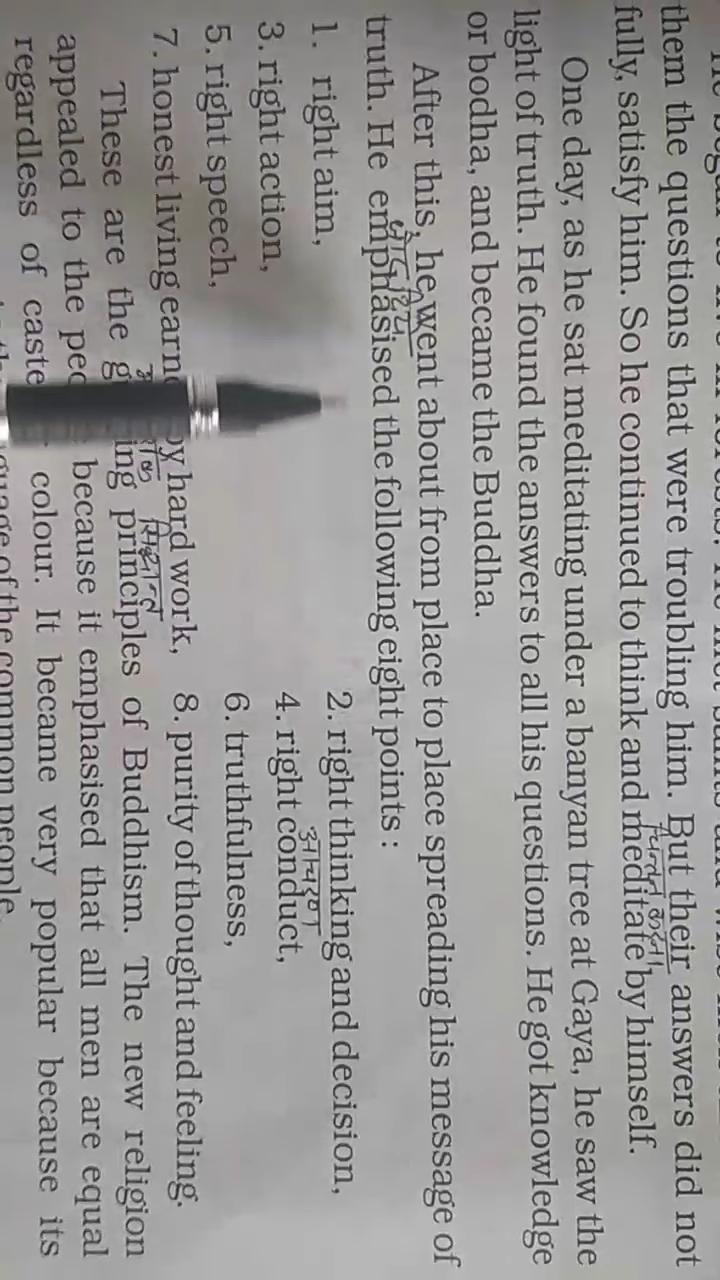 them the questions that were troubling him. But their answers did not
चिन्तन करना
fully, satisfy him. So he continued to think and meditate by himself.
One day, as he sat meditating under a banyan tree at Gaya, he saw the
light of truth. He found the answers to all his questions. He got knowledge
or bodha, and became the Buddha.
After this, he went about from place to place spreading his message of
truth. He emphasised the following eight points :
1. right aim, 2. right thinking and decision,
आचरण
3. right action, 4. right conduct,
5. right speech, 6. truthfulness,
7. honest living by hard work, 8. purity of thought and feeling.
सिद्धान्त
These are the principles of Buddhism. The new religion
appealed to the because it emphasised that all men are equal
regardless of caste colour. It became very popular because its
of the common people.